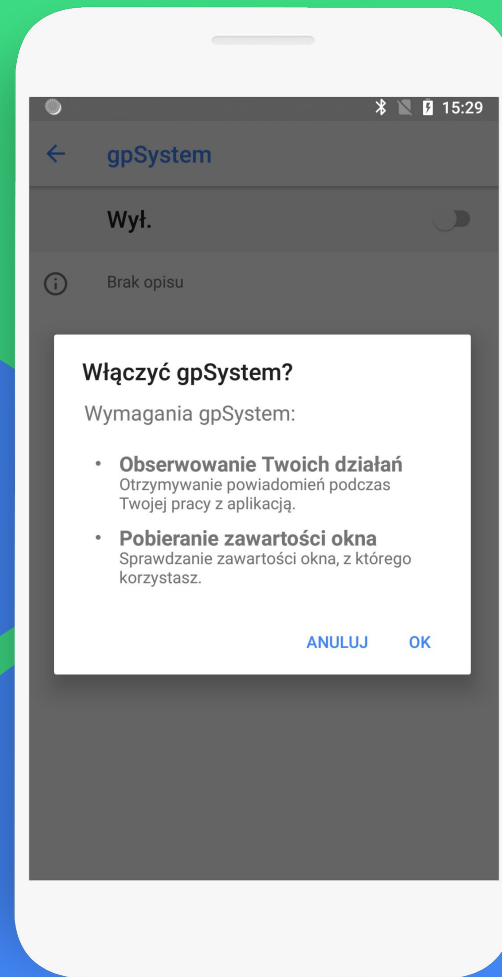 15:29
gpSystem
Wył.
Brak opisu
Włączyć gpSystem?
Wymagania gpSystem:
• Obserwowanie Twoich działań
Otrzymywanie powiadomień podczas
Twojej pracy z aplikacją.
• Pobieranie zawartości okna
Sprawdzanie zawartości okna, z którego
korzystasz.
ANULUJ OK